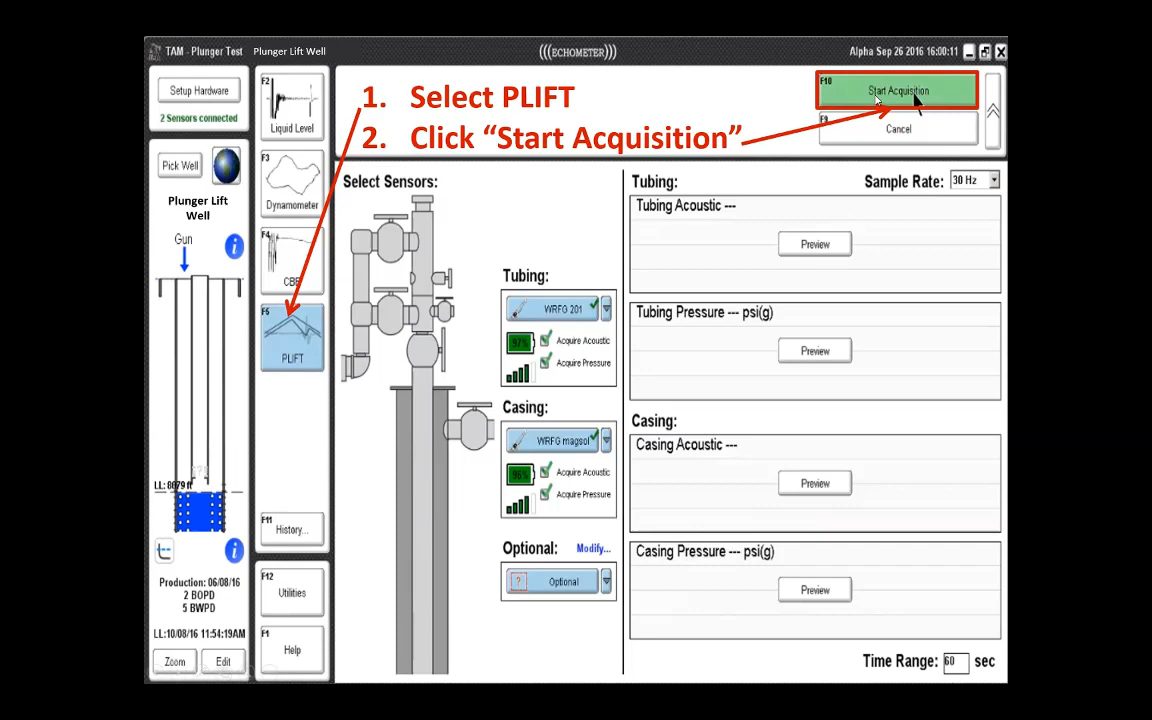 TAM - Plunger Test Plunger Lift Well
(((ECHOMETER)))
Alpha Sep 26 2016 16:00:11
Setup Hardware
2 Sensors connected
Pick Well
Plunger Lift
Well
Gun
LL: 8679 ft
Production: 06/08/16
2 BOPD
5 BWPD
LL:10/08/16 11:54:19AM
Zoom
Edit
F2
Liquid Level
F3
Dynamometer
F4
F5
PLIFT
F11
History...
F12
Utilities
F1
Help
1. Select PLIFT
2. Click “Start Acquisition”
F10
Start Acquisition
F9
Cancel
Select Sensors:
Tubing:
WRFG 201
97%
Acquire Acoustic
Acquire Pressure
Casing:
WRFG magsol
96%
Acquire Acoustic
Acquire Pressure
Optional: Modify...
? Optional
Tubing: Sample Rate: 30 Hz
Tubing Acoustic ---
Preview
Tubing Pressure --- psi(g)
Preview
Casing:
Casing Acoustic ---
Preview
Casing Pressure --- psi(g)
Preview
Time Range: 60 sec